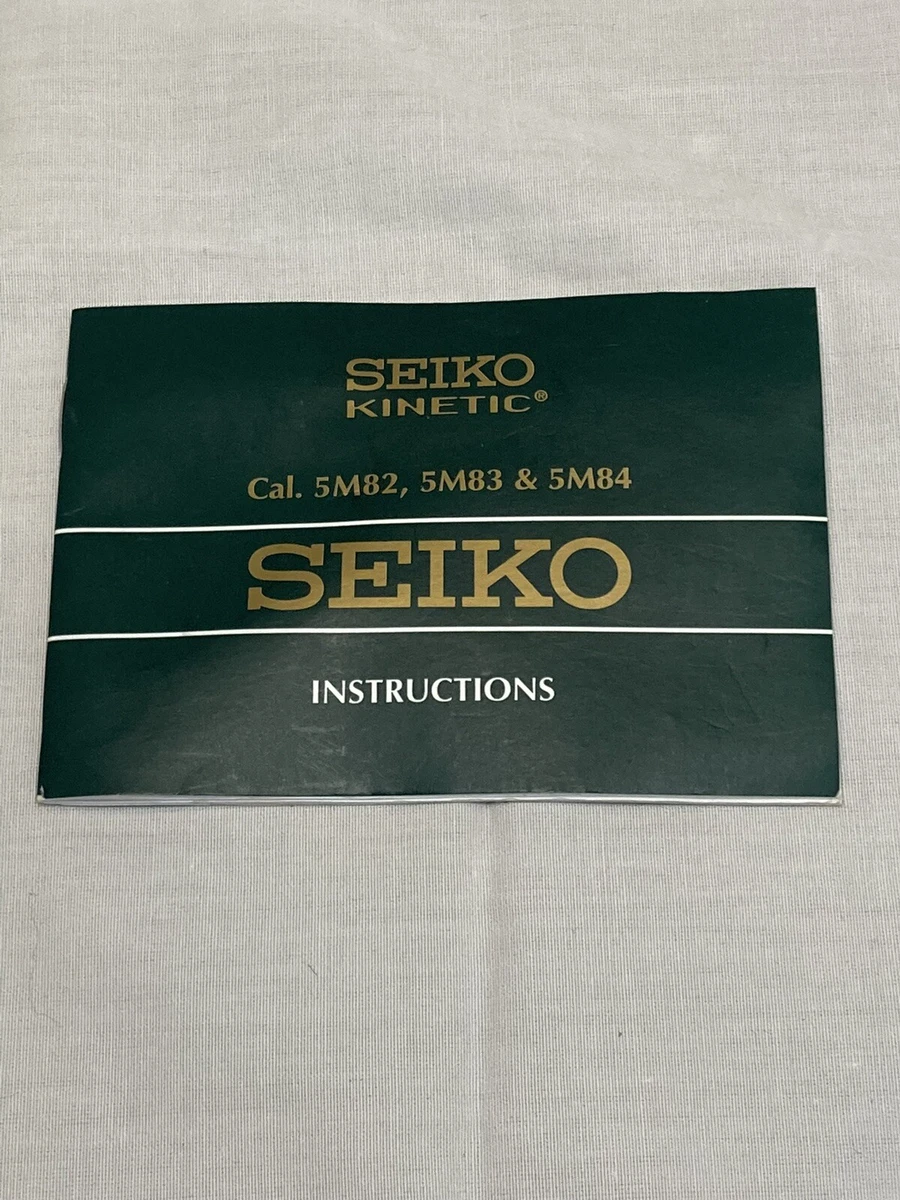 SEIKO
KINETIC®
Cal. 5M82, 5M83 & 5M84
SEIKO
INSTRUCTIONS